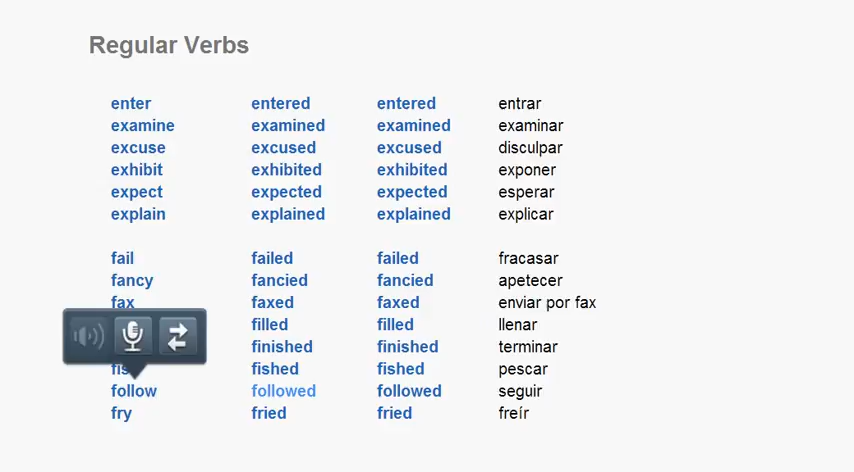 Regular Verbs
enter entered entered entrar
examine examined examined examinar
excuse excused excused disculpar
exhibit exhibited exhibited exponer
expect expected expected esperar
explain explained explained explicar
fail failed failed fracasar
fancy fancied fancied apetecer
fax faxed faxed enviar por fax
filled filled llenar
finished finished terminar
fished fished pescar
follow followed followed seguir
fry fried fried freír